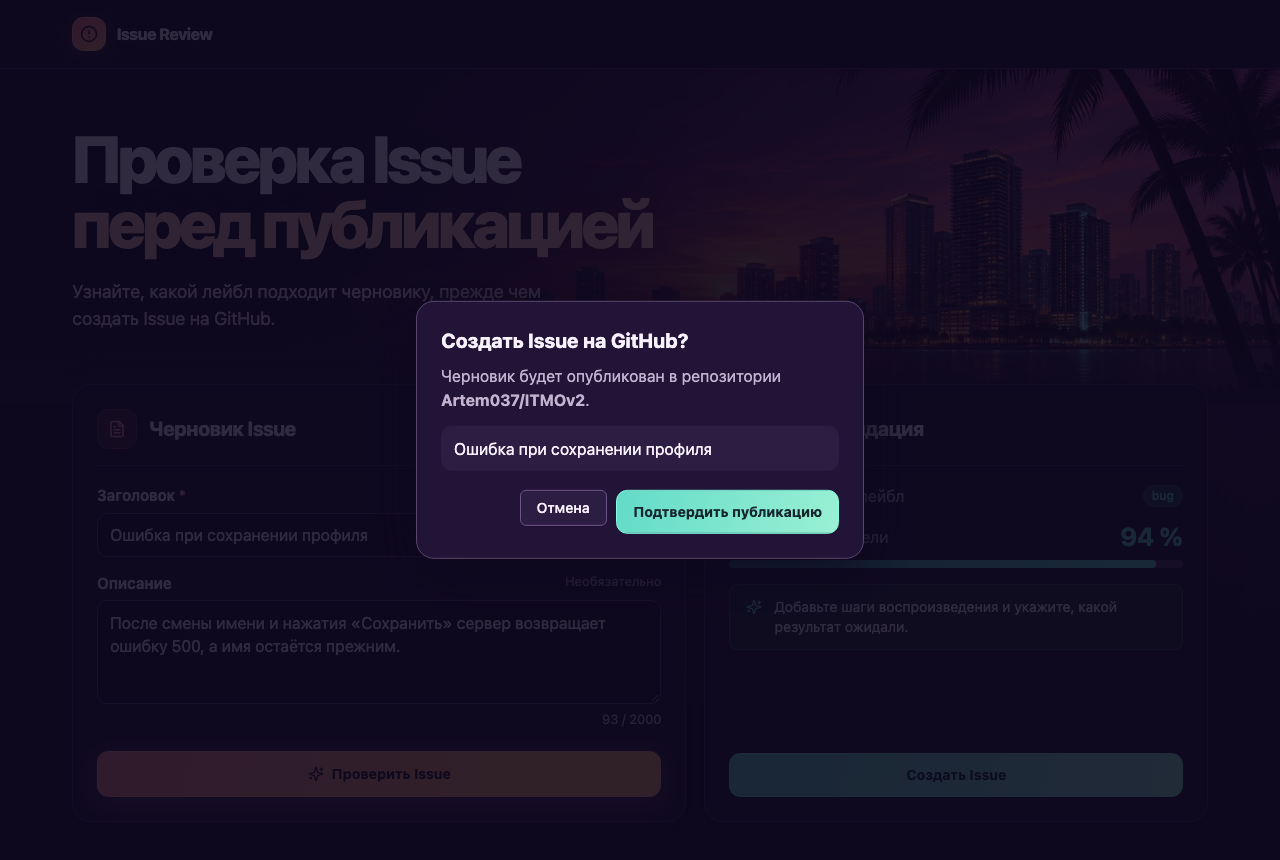 Issue Review
Проверка Issue
перед публикацией
Узнайте, какой лейбл подходит черновику, прежде чем
создать Issue на GitHub.
Создать Issue на GitHub?
Черновик будет опубликован в репозитории
Artem037/ITMOv2.
Ошибка при сохранении профиля
Отмена
Подтвердить публикацию
Черновик Issue
Заголовок *
Ошибка при сохранении профиля
Описание
Необязательно
После смены имени и нажатия «Сохранить» сервер возвращает
ошибку 500, а имя остаётся прежним.
93 / 2000
Проверить Issue
bug
94 %
Добавьте шаги воспроизведения и укажите, какой
результат ожидали.
Создать Issue